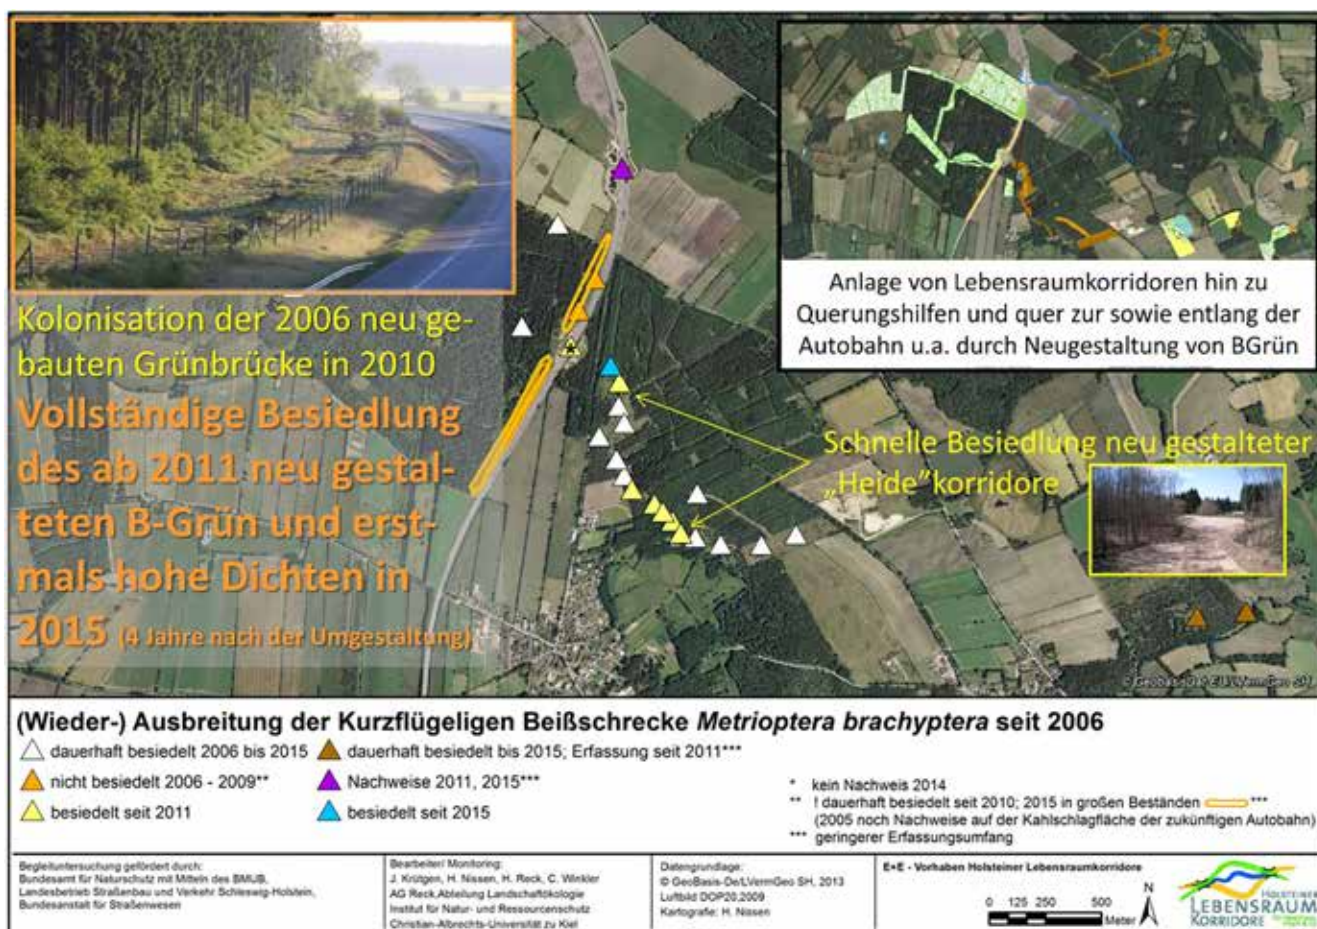 Kolonisation der 2006 neu ge-
bauten Grünbrücke in 2010
Vollständige Besiedlung
des ab 2011 neu gestal-
teten B-Grün und erst-
mals hohe Dichten in
2015 (4 Jahre nach der Umgestaltung)
Anlage von Lebensraumkorridoren hin zu
Querungshilfen und quer zur sowie entlang der
Autobahn u.a. durch Neugestaltung von BGrün
Schnelle Besiedlung neu gestalteter
„Heide"korridore
(Wieder-) Ausbreitung der Kurzflügeligen Beißschrecke Metrioptera brachyptera seit 2006
dauerhaft besiedelt 2006 bis 2015
nicht besiedelt 2006 - 2009**
besiedelt seit 2011
dauerhaft besiedelt bis 2015; Erfassung seit 2011***
Nachweise 2011, 2015***
besiedelt seit 2015
* kein Nachweis 2014
** ! dauerhaft besiedelt seit 2010; 2015 in großen Beständen ***
(2005 noch Nachweise auf der Kahlschlagfläche der zukünftigen Autobahn)
*** geringerer Erfassungsumfang
Begleituntersuchung gefördert durch:
Bundesamt für Naturschutz mit Mitteln des BMUB,
Landesbetrieb Straßenbau und Verkehr Schleswig-Holstein,
Bundesanstalt für Straßenwesen
Bearbeiter/ Monitoring:
J. Krütgen, H. Nissen, H. Reck, C. Winkler
AG Reck, Abteilung Landschaftökologie
Institut für Natur- und Ressourcenschutz
Christian-Albrechts-Universität zu Kiel
Datengrundlage:
© GeoBasis-De/LVermGeo SH, 2013
Luftbild DOP20,2009
Kartografie: H. Nissen
E+E - Vorhaben Holsteiner Lebensraumkorridore
0 125 250 500
Meter
N
HOLSTEINER
LEBENSRAUM
KORRIDORE